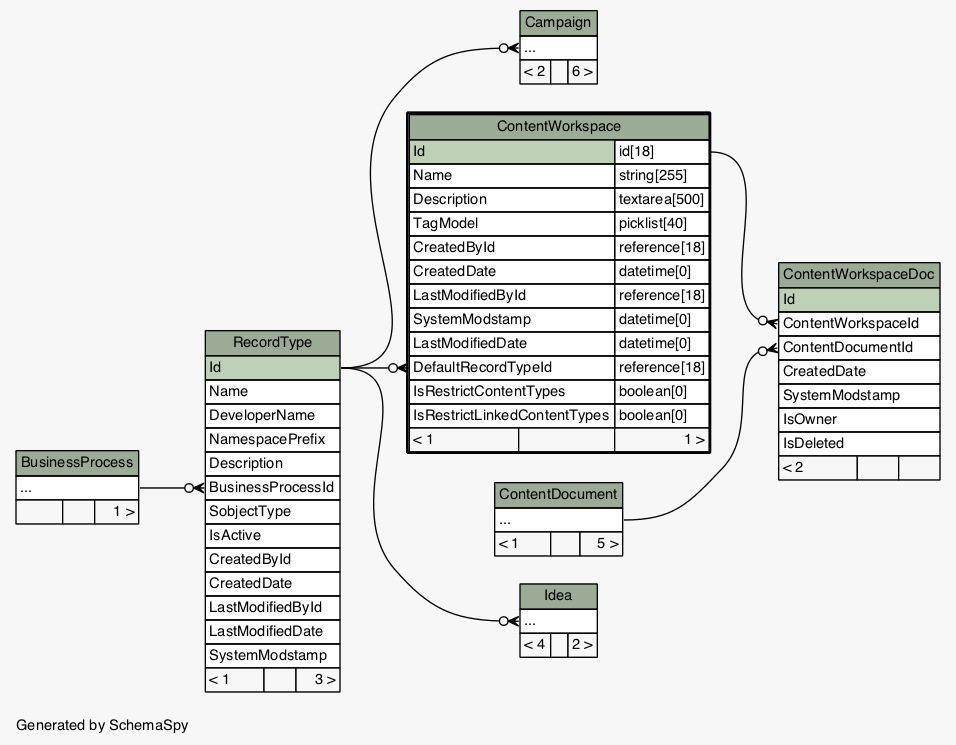 Campaign
...
< 2 6 >
ContentWorkspace
Id id[18]
Name string[255]
Description textarea[500]
TagModel picklist[40]
CreatedById reference[18]
CreatedDate datetime[0]
LastModifiedById reference[18]
SystemModstamp datetime[0]
LastModifiedDate datetime[0]
DefaultRecordTypeId reference[18]
IsRestrictContentTypes boolean[0]
IsRestrictLinkedContentTypes boolean[0]
< 1 1 >
ContentWorkspaceDoc
Id
ContentWorkspaceId
ContentDocumentId
CreatedDate
SystemModstamp
IsOwner
IsDeleted
< 2
RecordType
Id
Name
DeveloperName
NamespacePrefix
Description
BusinessProcessId
SobjectType
IsActive
CreatedById
CreatedDate
LastModifiedById
LastModifiedDate
SystemModstamp
< 1 3 >
BusinessProcess
...
1 >
ContentDocument
...
< 1 5 >
Idea
...
< 4 2 >
Generated by SchemaSpy